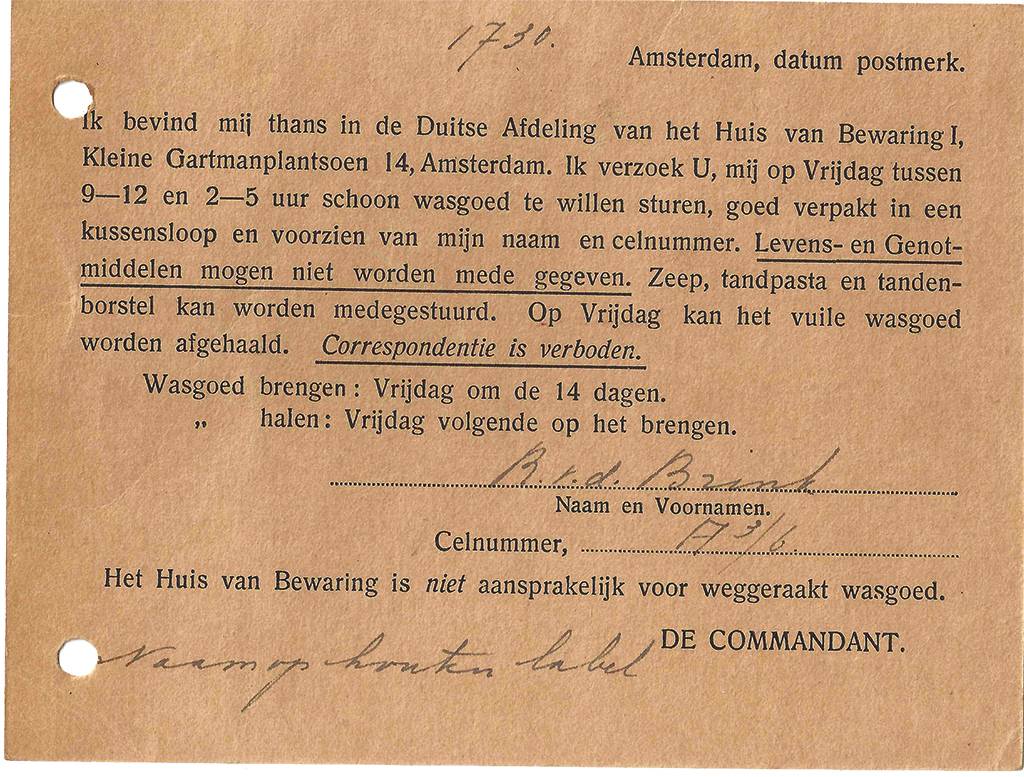 1730.
Amsterdam, datum postmerk.
Ik bevind mij thans in de Duitse Afdeling van het Huis van Bewaring I,
Kleine Gartmanplantsoen 14, Amsterdam. Ik verzoek U, mij op Vrijdag tussen
9—12 en 2—5 uur schoon wasgoed te willen sturen, goed verpakt in een
kussensloop en voorzien van mijn naam en celnummer. Levens- en Genot-
middelen mogen niet worden mede gegeven. Zeep, tandpasta en tanden-
borstel kan worden medegestuurd. Op Vrijdag kan het vuile wasgoed
worden afgehaald. Correspondentie is verboden.
Wasgoed brengen: Vrijdag om de 14 dagen.
„ halen: Vrijdag volgende op het brengen.
R. v. d. Brink
Naam en Voornamen.
Celnummer, 17 3/6
Het Huis van Bewaring is niet aansprakelijk voor weggeraakt wasgoed.
DE COMMANDANT.
Naam op houten label